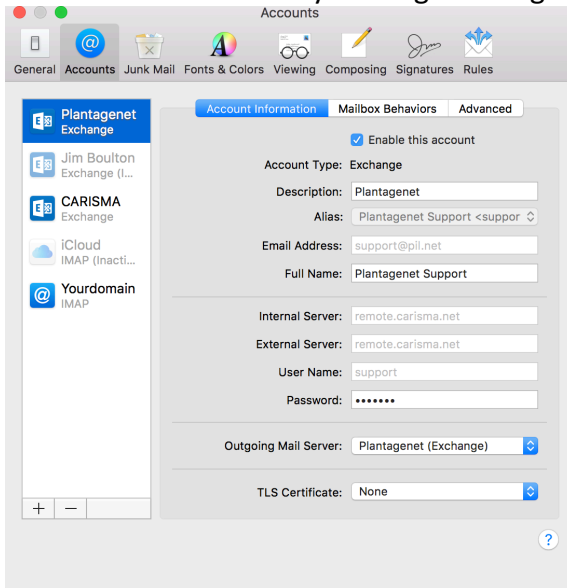 Accounts
General Accounts Junk Mail Fonts & Colors Viewing Composing Signatures Rules
Plantagenet
Exchange
Jim Boulton
Exchange (I...
CARISMA
Exchange
iCloud
IMAP (Inacti...
Yourdomain
IMAP
Account Information Mailbox Behaviors Advanced
Enable this account
Account Type: Exchange
Description: Plantagenet
Alias: Plantagenet Support <suppor
Email Address: support@pil.net
Full Name: Plantagenet Support
Internal Server: remote.carisma.net
External Server: remote.carisma.net
User Name: support
Password: •••••••
Outgoing Mail Server: Plantagenet (Exchange)
TLS Certificate: None
+ −
?